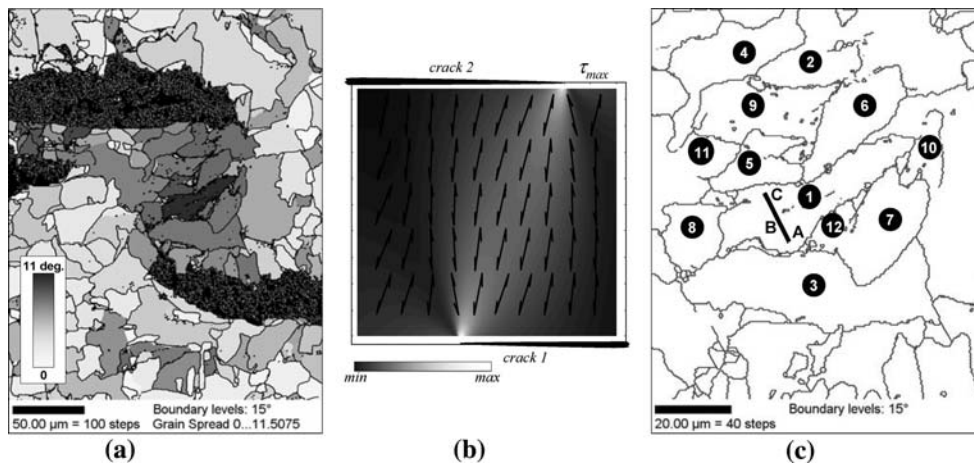 11 deg.
0
50.00 µm = 100 steps
Boundary levels: 15°
Grain Spread 0...11.5075
(a)
crack 2
τmax
crack 1
min
max
(b)
4
2
9
6
11
5
10
1
C
B
A
12
7
8
3
20.00 µm = 40 steps
Boundary levels: 15°
(c)